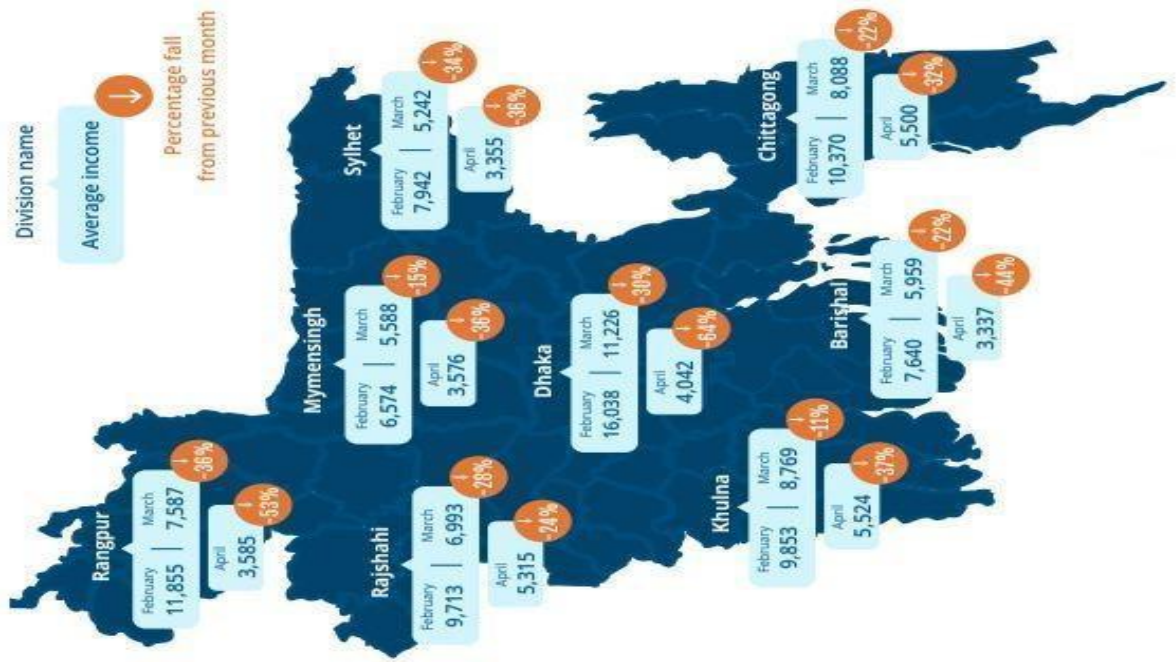 Division name
Average income
↓
Percentage fall
from previous month
Rangpur
February | March
11,855 | 7,587
↓
-36%
April
3,585
↓
-53%
Mymensingh
February | March
6,574 | 5,588
↓
-15%
April
3,576
↓
-36%
Sylhet
February | March
7,942 | 5,242
↓
-34%
April
3,355
↓
-36%
Rajshahi
February | March
9,713 | 6,993
↓
-28%
April
5,315
↓
-24%
Dhaka
February | March
16,038 | 11,226
↓
-30%
April
4,042
↓
-64%
Khulna
February | March
9,853 | 8,769
↓
-11%
April
5,524
↓
-37%
Barishal
February | March
7,640 | 5,959
↓
-22%
April
3,337
↓
-44%
Chittagong
February | March
10,370 | 8,088
↓
-22%
April
5,500
↓
-32%